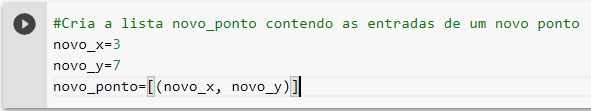 #Cria a lista novo_ponto contendo as entradas de um novo ponto
novo_x=3
novo_y=7
novo_ponto=[(novo_x, novo_y)]